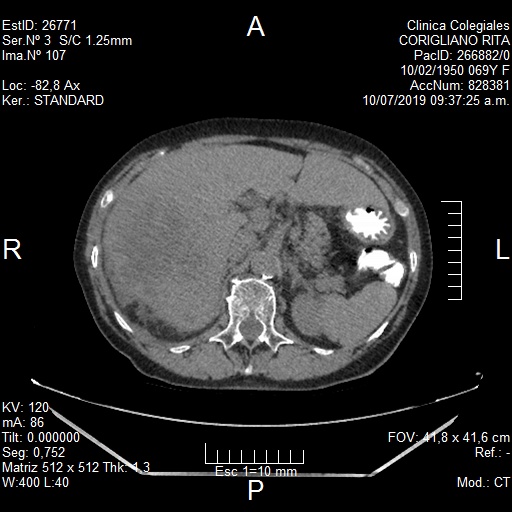 EstID: 26771
Ser.Nº 3 S/C 1.25mm
Ima.Nº 107
Loc: -82,8 Ax
Ker.: STANDARD
A
Clinica Colegiales
CORIGLIANO RITA
PacID: 266882/0
10/02/1950 069Y F
AccNum: 828381
10/07/2019 09:37:25 a.m.
R
L
KV: 120
mA: 86
Tilt: 0.000000
Seg: 0,752
Matriz 512 x 512 Thk: 1.3
W:400 L:40
Esc 1=10 mm
P
FOV: 41,8 x 41,6 cm
Ref.: -
Mod.: CT